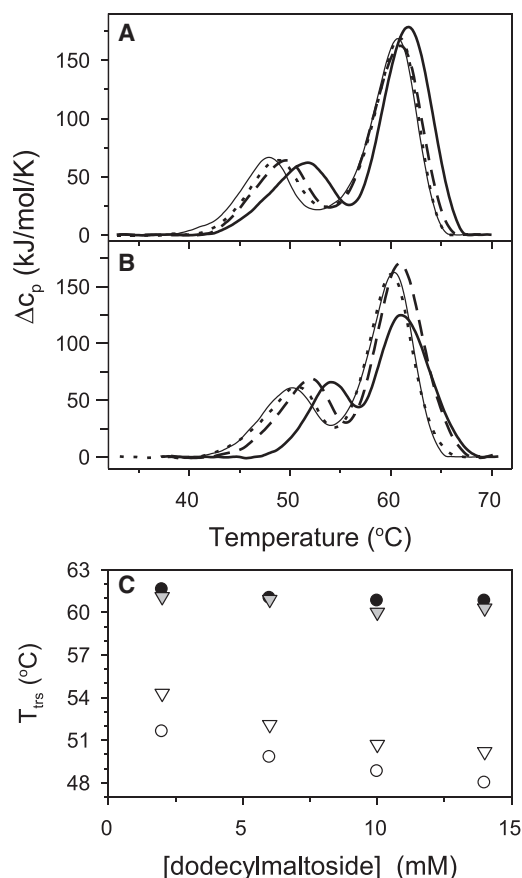 A
150
100
50
0
B
150
100
50
0
Δc_p (kJ/mol/K)
40 50 60 70
Temperature (°C)
C
63
60
57
54
51
48
T_trs (°C)
0 5 10 15
[dodecylmaltoside] (mM)